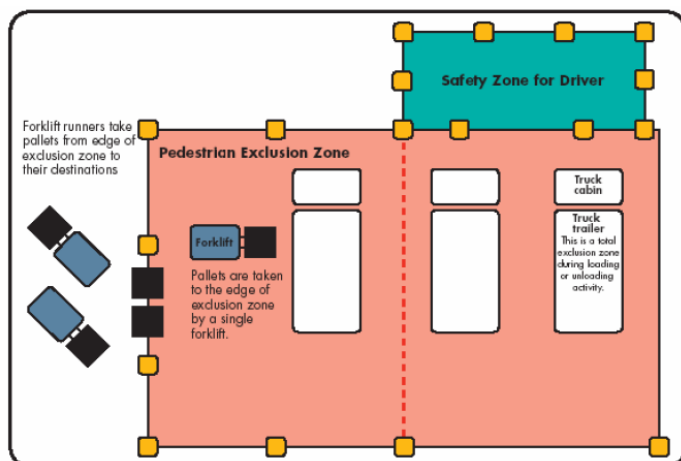 Safety Zone for Driver
Forklift runners take
pallets from edge of
exclusion zone to
their destinations
Pedestrian Exclusion Zone
Truck
cabin
Truck
trailer
This is a total
exclusion zone
during loading
or unloading
activity.
Forklift
Pallets are taken
to the edge of
exclusion zone
by a single
forklift.